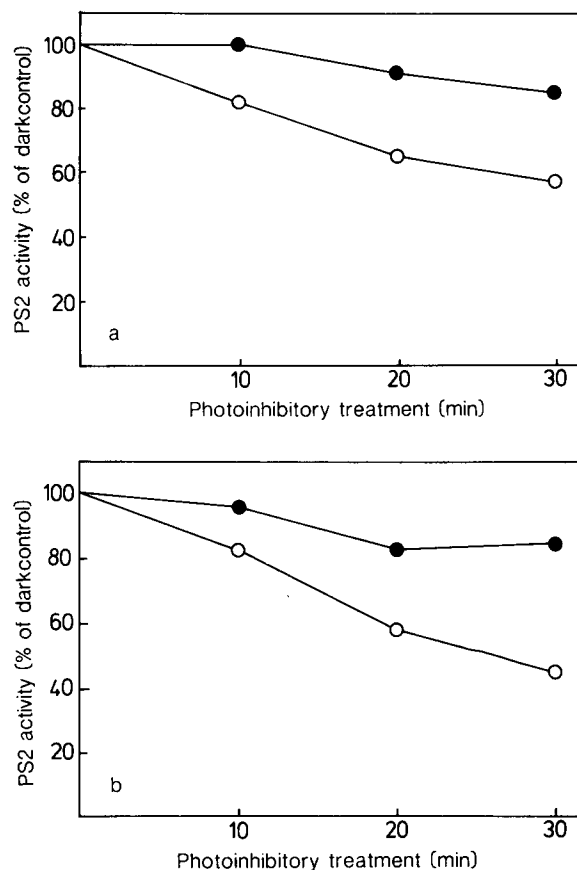 100
80
60
40
20
PS2 activity (% of darkcontrol)
a
10 20 30
Photoinhibitory treatment (min)
100
80
60
40
20
PS2 activity (% of darkcontrol)
b
10 20 30
Photoinhibitory treatment (min)